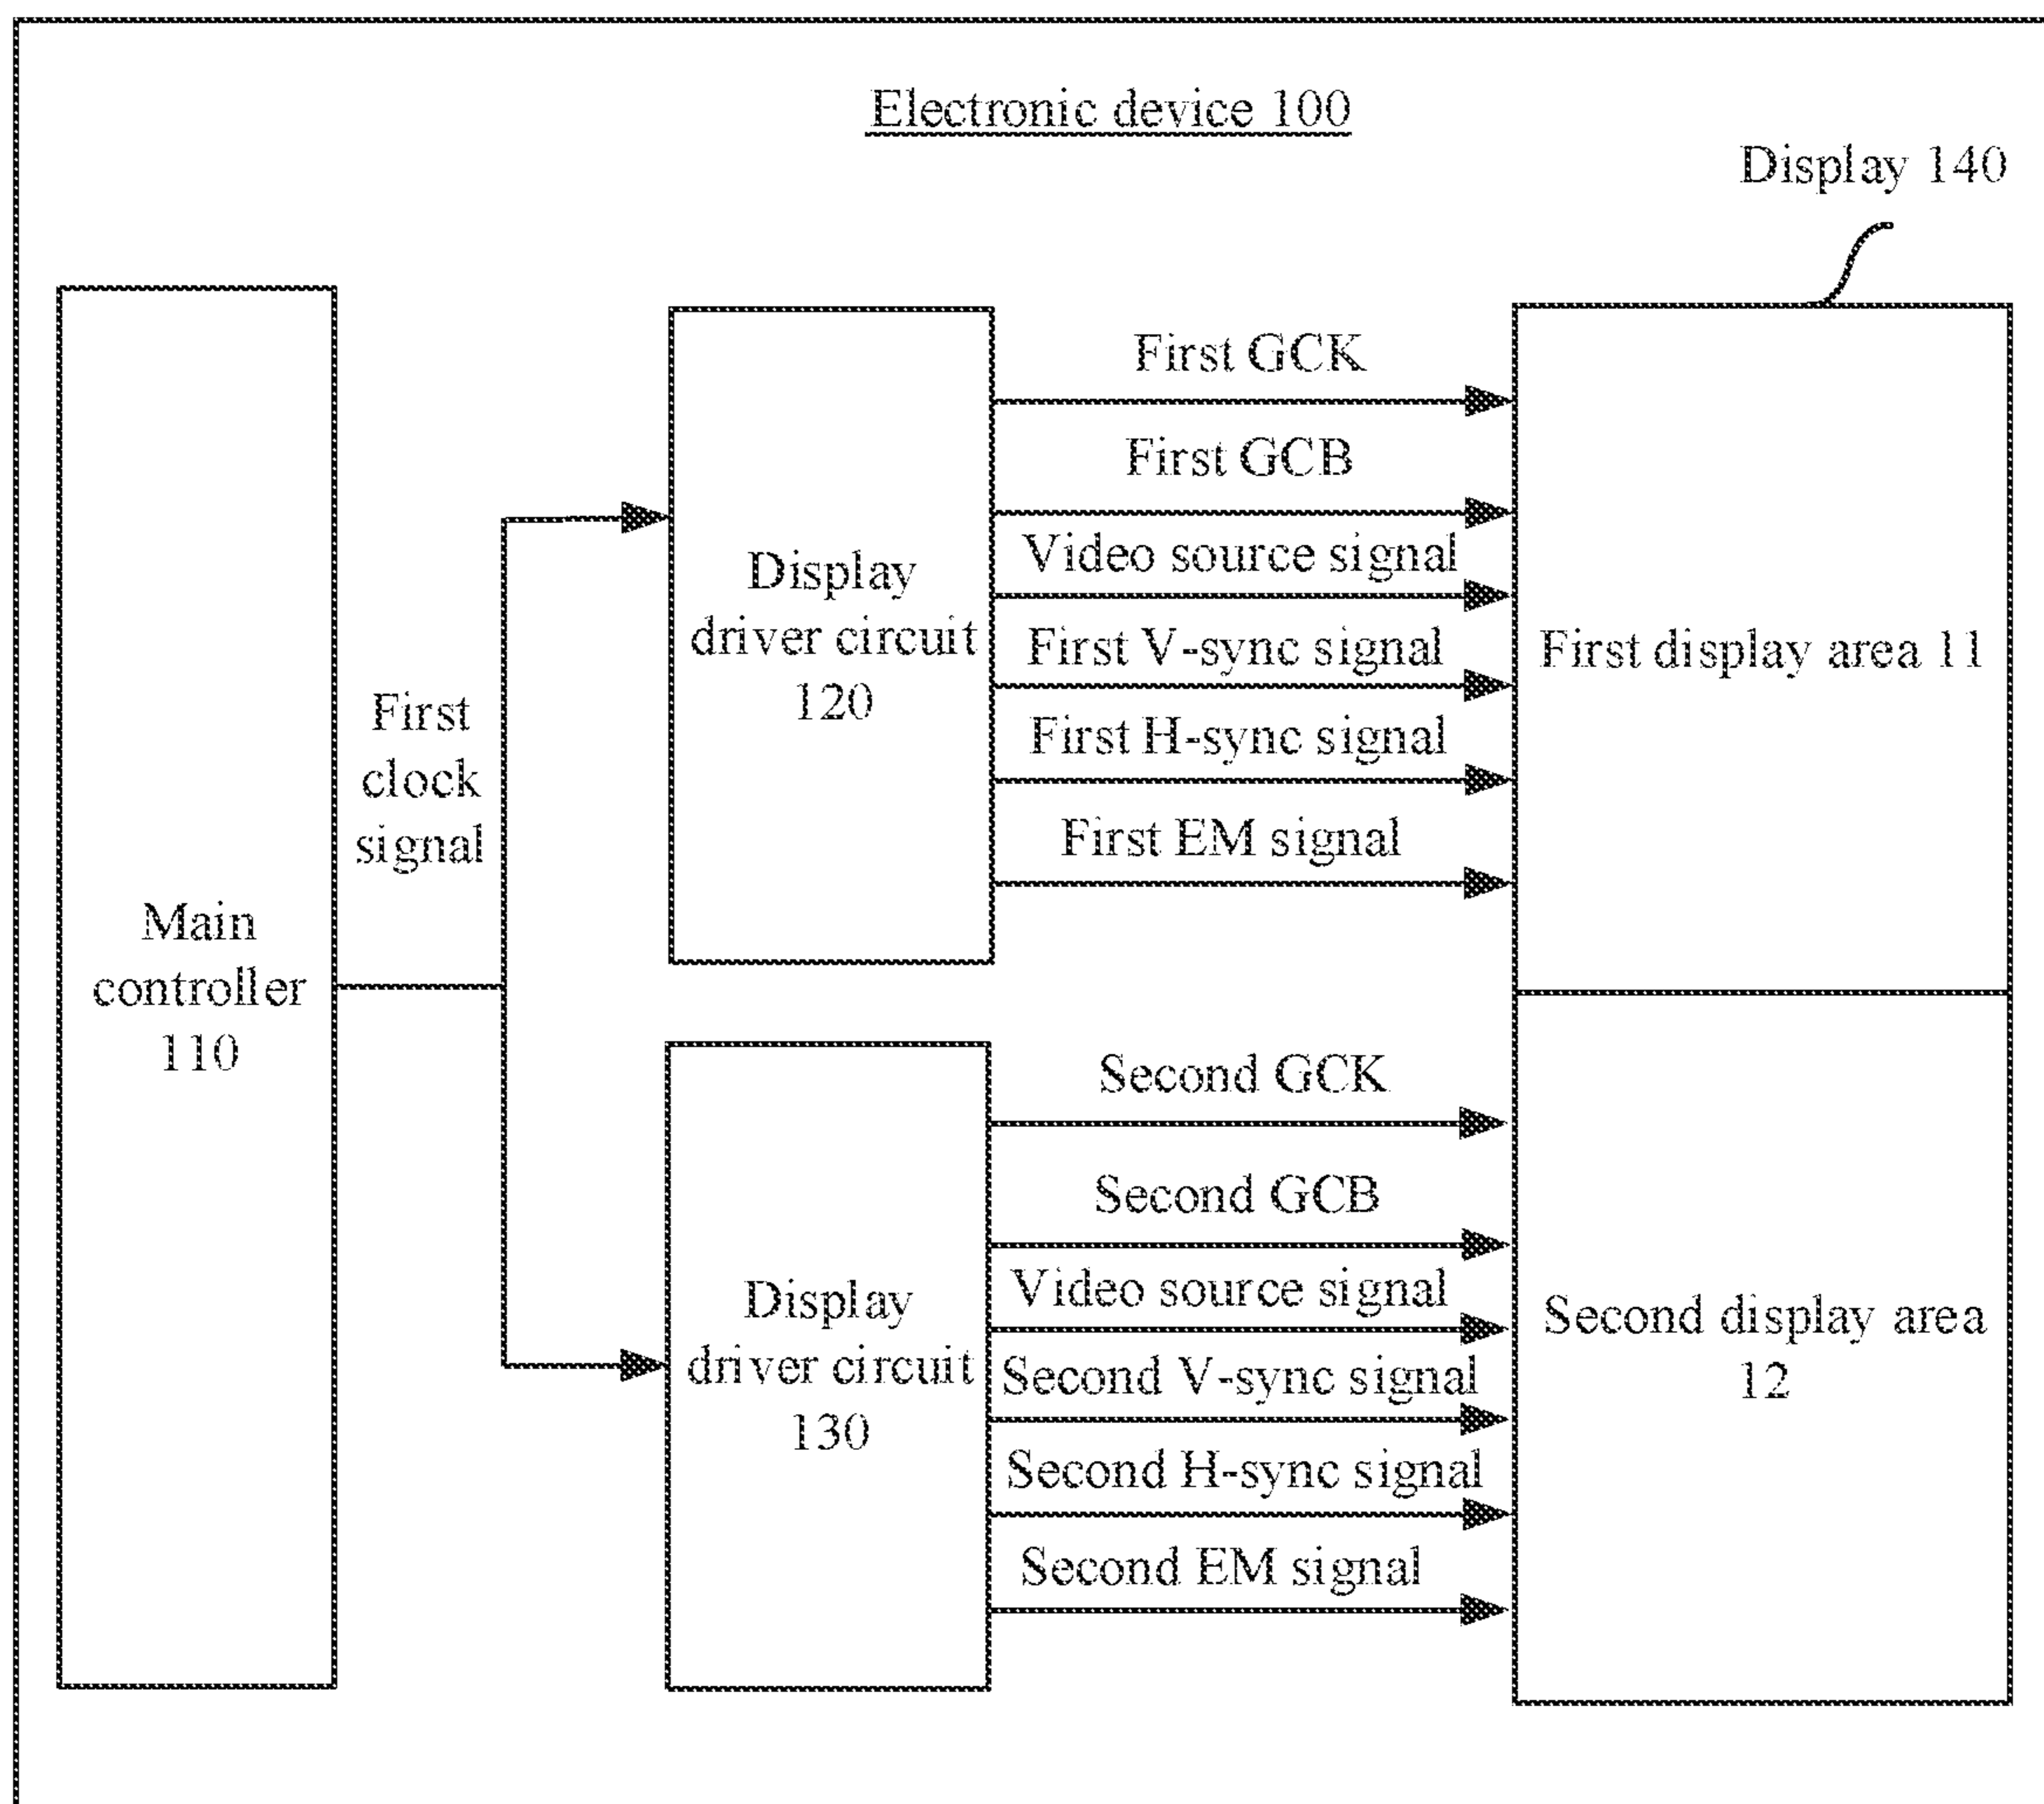 Electronic device 100
Display 140
Main
controller
110
First
clock
signal
Display
driver circuit
120
First GCK
First GCB
Video source signal
First V-sync signal
First H-sync signal
First EM signal
First display area 11
Display
driver circuit
130
Second GCK
Second GCB
Video source signal
Second V-sync signal
Second H-sync signal
Second EM signal
Second display area
12